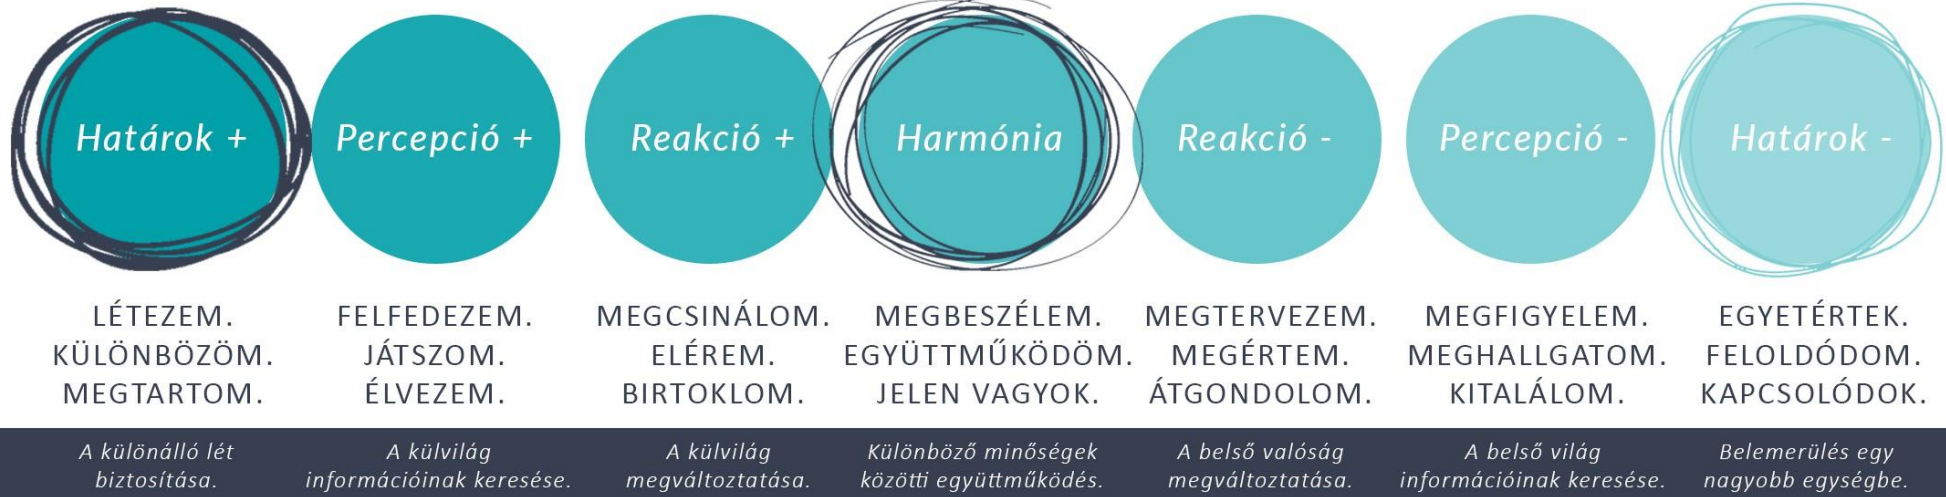 Határok +
LÉTEZEM.
KÜLÖNBÖZÖM.
MEGTARTOM.
A különálló lét
biztosítása.
Percepció +
FELFEDEZEM.
JÁTSZOM.
ÉLVEZEM.
A külvilág
információinak keresése.
Reakció +
MEGCSINÁLOM.
ELÉREM.
BIRTOKLOM.
A külvilág
megváltoztatása.
Harmónia
MEGBESZÉLEM.
EGYÜTTMŰKÖDÖM.
JELEN VAGYOK.
Különböző minőségek
közötti együttműködés.
Reakció -
MEGTERVEZEM.
MEGÉRTEM.
ÁTGONDOLOM.
A belső valóság
megváltoztatása.
Percepció -
MEGFIGYELEM.
MEGHALLGATOM.
KITALÁLOM.
A belső világ
információinak keresése.
Határok -
EGYETÉRTEK.
FELOLDÓDOM.
KAPCSOLÓDOK.
Belemerülés egy
nagyobb egységbe.